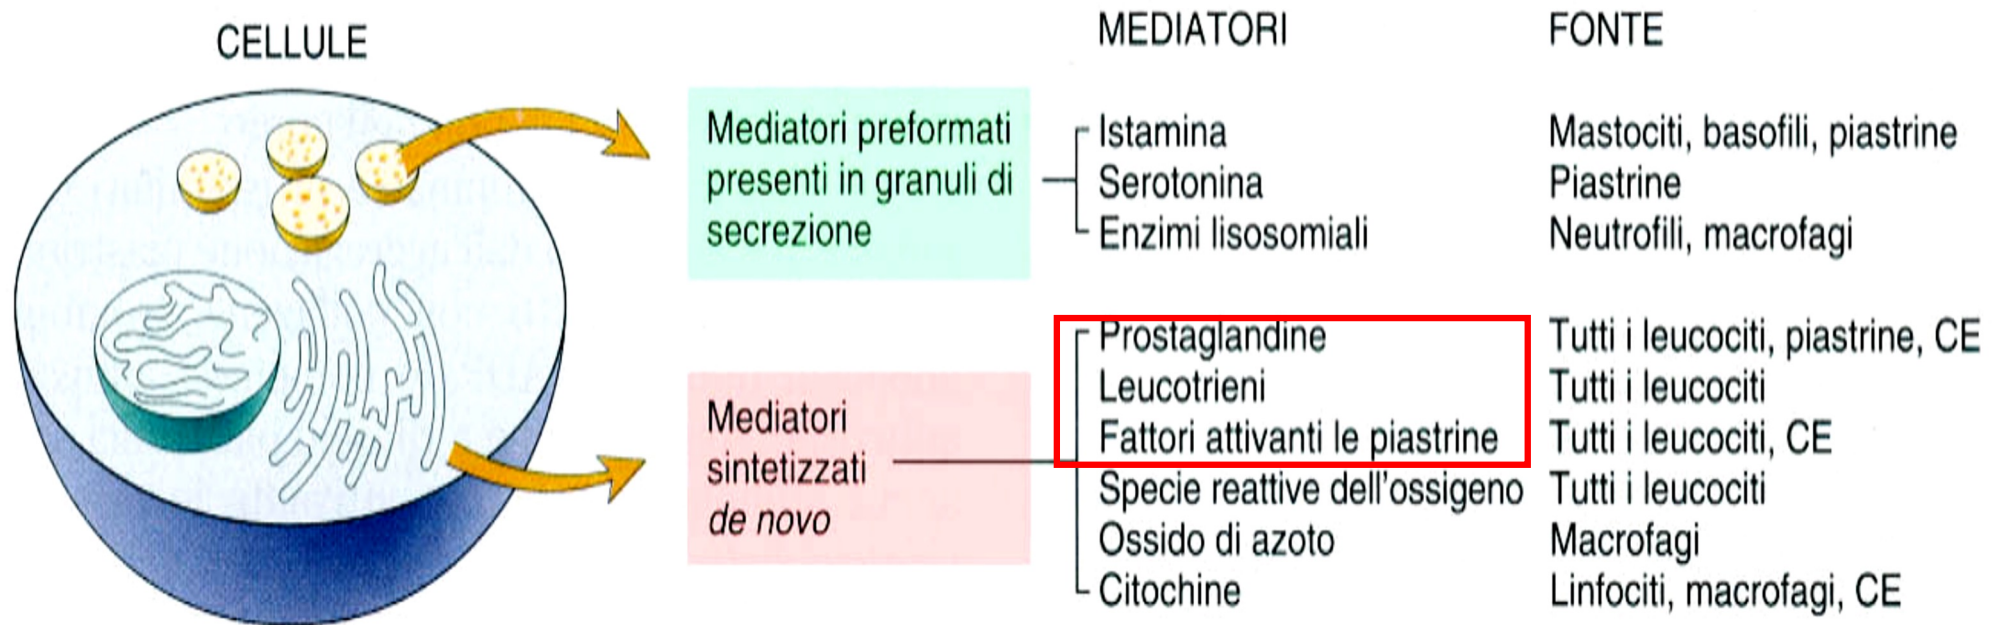 CELLULE
MEDIATORI
FONTE
Mediatori preformati
presenti in granuli di
secrezione
Istamina
Mastociti, basofili, piastrine
Serotonina
Piastrine
Enzimi lisosomiali
Neutrofili, macrofagi
Mediatori
sintetizzati
de novo
Prostaglandine
Tutti i leucociti, piastrine, CE
Leucotrieni
Tutti i leucociti
Fattori attivanti le piastrine
Tutti i leucociti, CE
Specie reattive dell'ossigeno
Tutti i leucociti
Ossido di azoto
Macrofagi
Citochine
Linfociti, macrofagi, CE